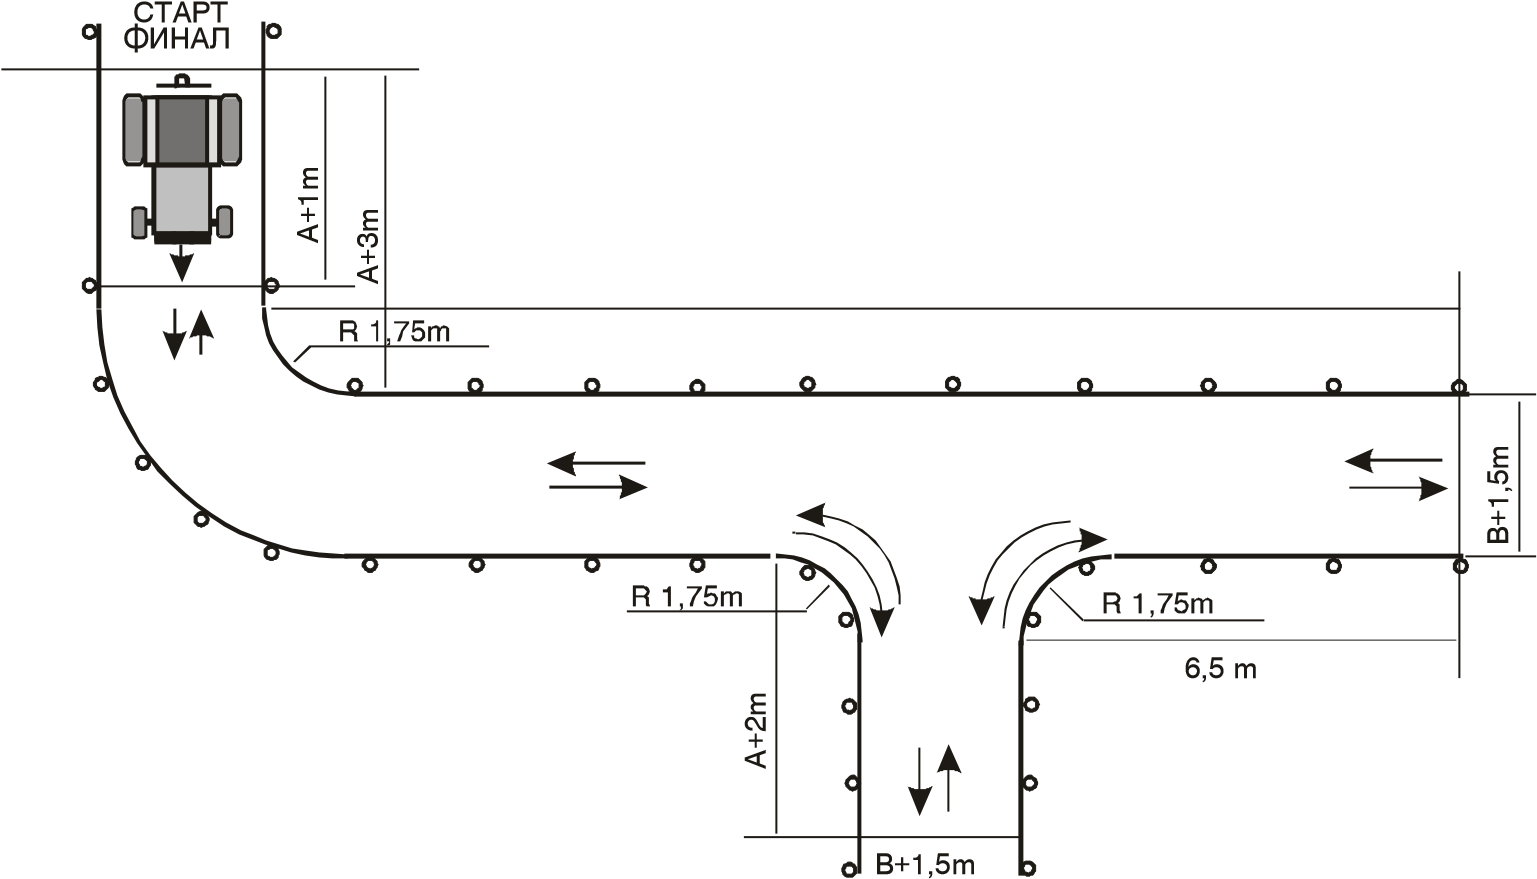 СТАРТ
ФИНАЛ
A+1m
A+3m
R 1,75m
B+1,5m
R 1,75m
R 1,75m
6,5 m
A+2m
B+1,5m